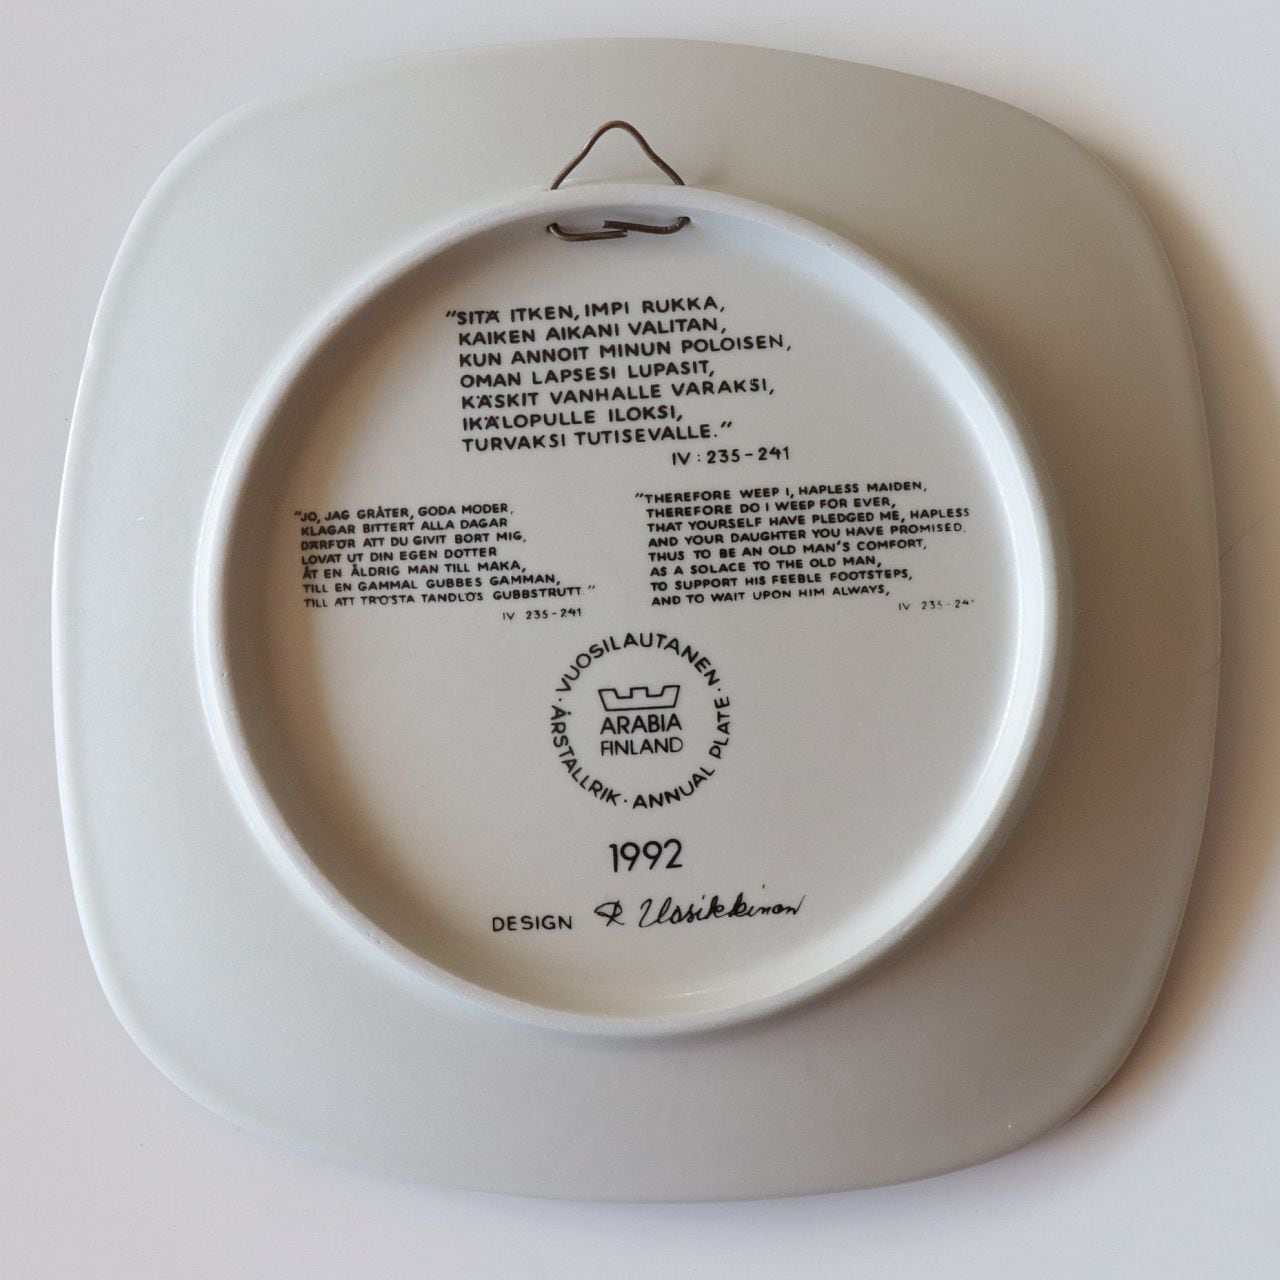 "SITÄ ITKEN, IMPI RUKKA,
KAIKEN AIKANI VALITAN,
KUN ANNOIT MINUN POLOISEN,
OMAN LAPSESI LUPASIT,
KÄSKIT VANHALLE VARAKSI,
IKÄLOPULLE ILOKSI,
TURVAKSI TUTISEVALLE."
IV : 235 - 241
"JO, JAG GRÅTER, GODA MODER,
KLAGAR BITTERT ALLA DAGAR
DÄRFÖR ATT DU GIVIT BORT MIG,
LOVAT UT DIN EGEN DOTTER
ÅT EN ÅLDRIG MAN TILL MAKA,
TILL EN GAMMAL GUBBES GAMMAN,
TILL ATT TRÖSTA TANDLÖS GUBBSTRUTT."
IV 235-241
"THEREFORE WEEP I, HAPLESS MAIDEN,
THEREFORE DO I WEEP FOR EVER,
THAT YOURSELF HAVE PLEDGED ME, HAPLESS
AND YOUR DAUGHTER YOU HAVE PROMISED,
THUS TO BE AN OLD MAN'S COMFORT,
AS A SOLACE TO THE OLD MAN,
TO SUPPORT HIS FEEBLE FOOTSTEPS,
AND TO WAIT UPON HIM ALWAYS,
IV 235-24
· VUOSILAUTANEN · ANNUAL PLATE · ÅRSTALLRIK
ARABIA
FINLAND
1992
DESIGN R Uosikkinen